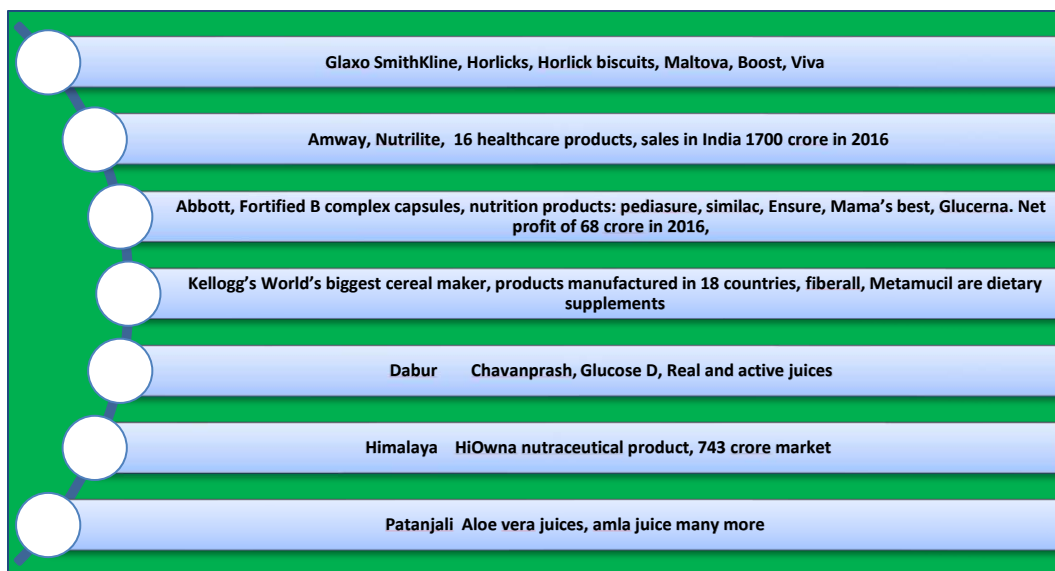 Glaxo SmithKline, Horlicks, Horlick biscuits, Maltova, Boost, Viva
Amway, Nutrilite, 16 healthcare products, sales in India 1700 crore in 2016
Abbott, Fortified B complex capsules, nutrition products: pediasure, similac, Ensure, Mama's best, Glucerna. Net
profit of 68 crore in 2016,
Kellogg's World's biggest cereal maker, products manufactured in 18 countries, fiberall, Metamucil are dietary
supplements
Dabur Chavanprash, Glucose D, Real and active juices
Himalaya HiOwna nutraceutical product, 743 crore market
Patanjali Aloe vera juices, amla juice many more